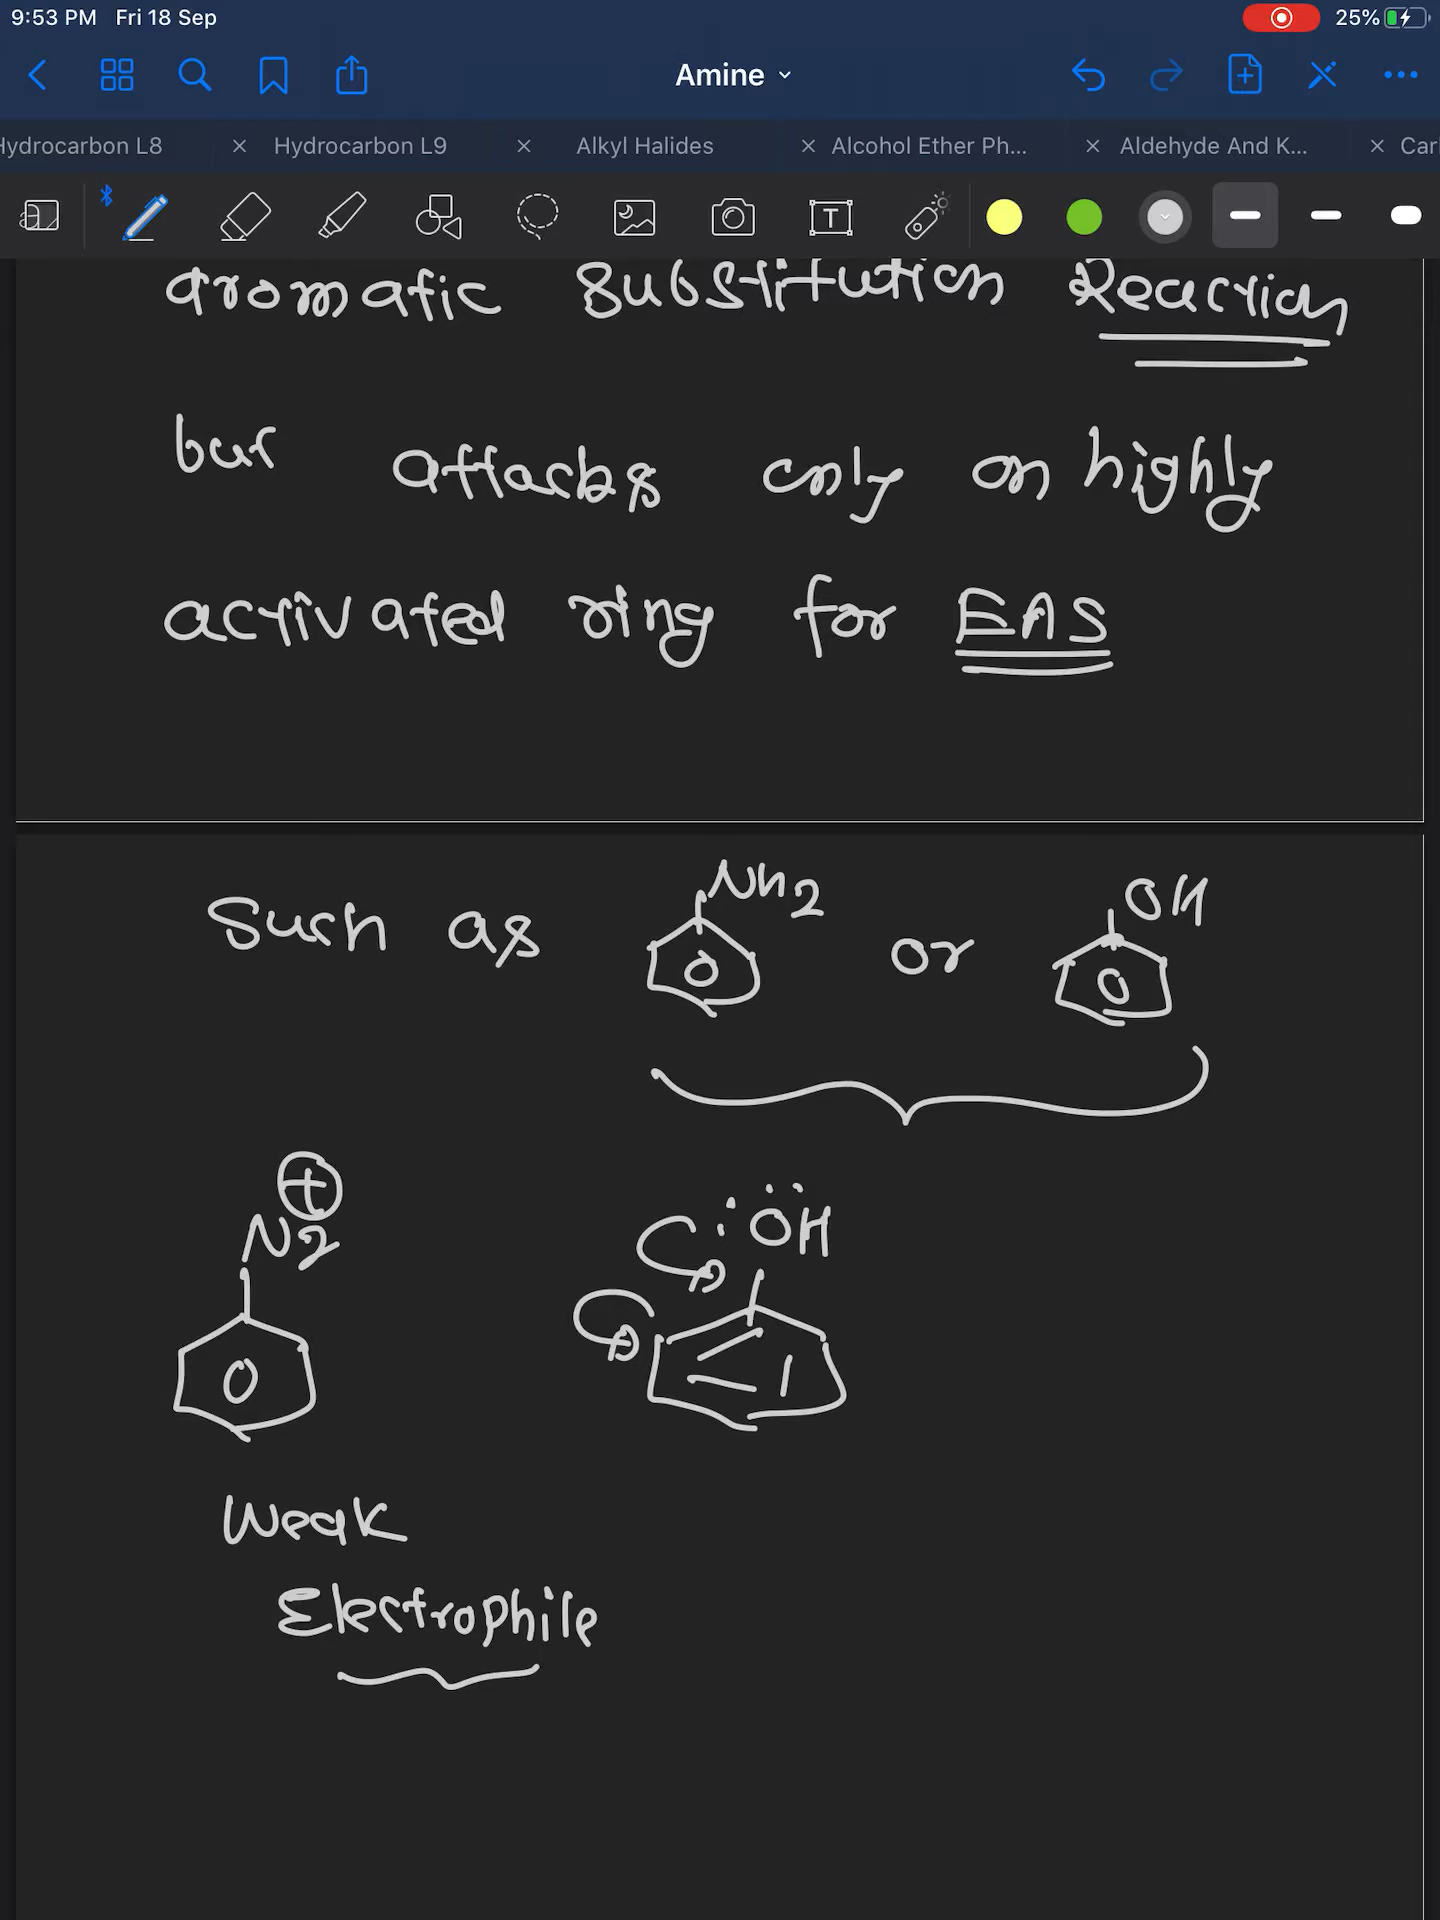 9:53 PM Fri 18 Sep 25%
Amine
Hydrocarbon L8 × Hydrocarbon L9 × Alkyl Halides × Alcohol Ether Ph... × Aldehyde And K... × Carl
a T
aromatic substitution Reaction
but attacks only on highly
activated ring for EAS
Such as NH2 or OH
N2 ⊕ :ÖH
Weak
Electrophile